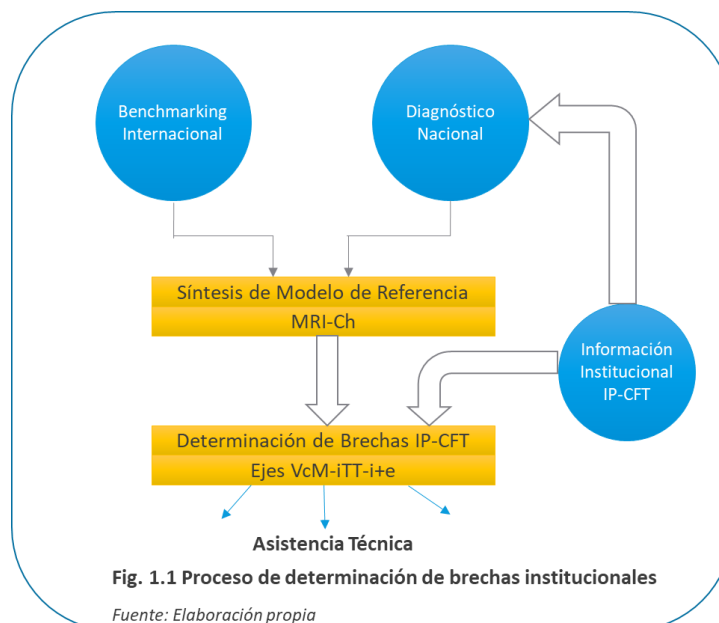 Benchmarking
Internacional
Diagnóstico
Nacional
Síntesis de Modelo de Referencia
MRI-Ch
Información
Institucional
IP-CFT
Determinación de Brechas IP-CFT
Ejes VcM-iTT-i+e
Asistencia Técnica
Fig. 1.1 Proceso de determinación de brechas institucionales
Fuente: Elaboración propia